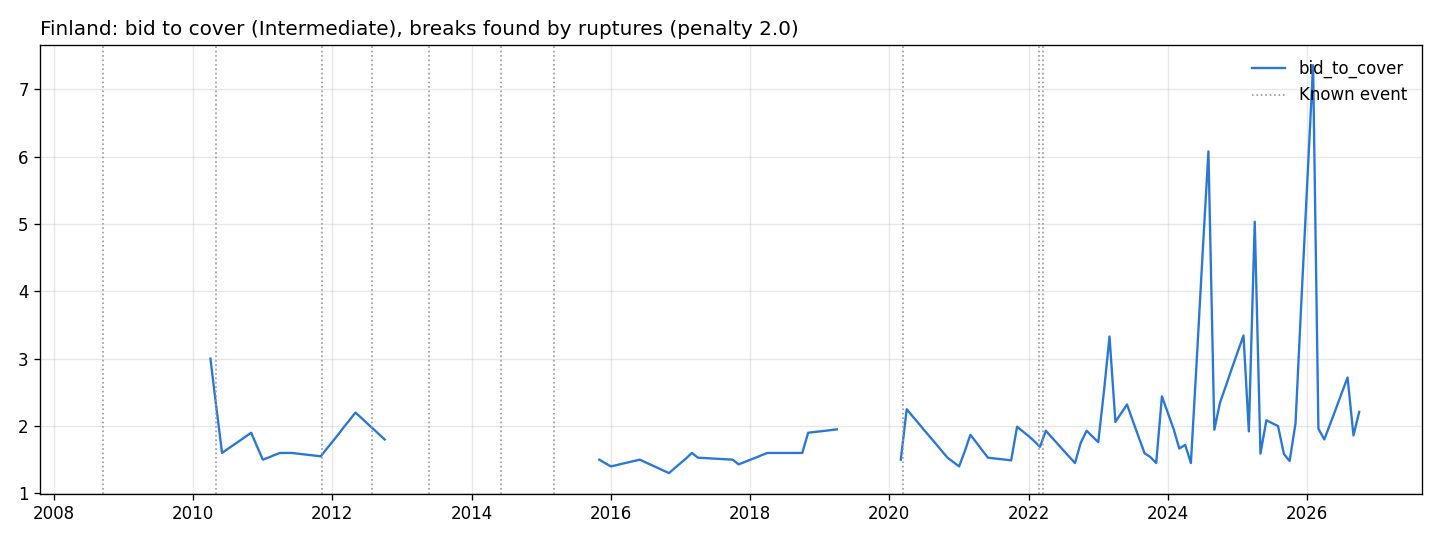 Finland: bid to cover (Intermediate), breaks found by ruptures (penalty 2.0)
bid_to_cover
Known event
7
6
5
4
3
2
1
2008 2010 2012 2014 2016 2018 2020 2022 2024 2026